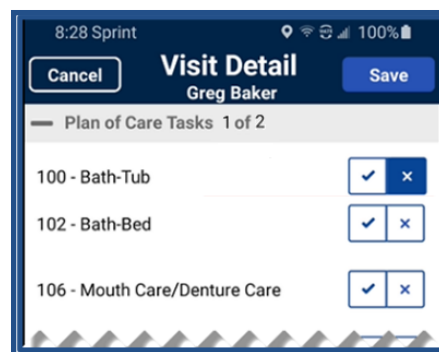 8:28 Sprint 100%
Cancel Visit Detail Save
Greg Baker
Plan of Care Tasks 1 of 2
100 - Bath-Tub
102 - Bath-Bed
106 - Mouth Care/Denture Care